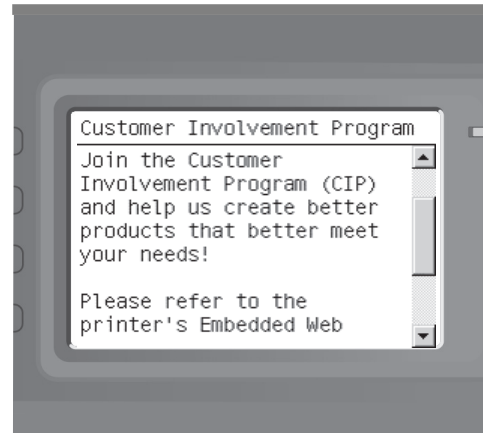 Customer Involvement Program
Join the Customer
Involvement Program (CIP)
and help us create better
products that better meet
your needs!
Please refer to the
printer's Embedded Web